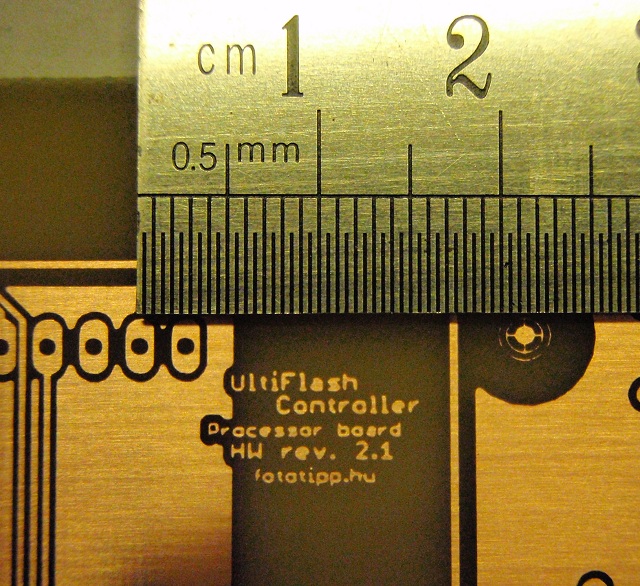 cm 1 2
0.5 mm
UltiFlash
Controller
Processor board
HW rev. 2.1
fototipp.hu